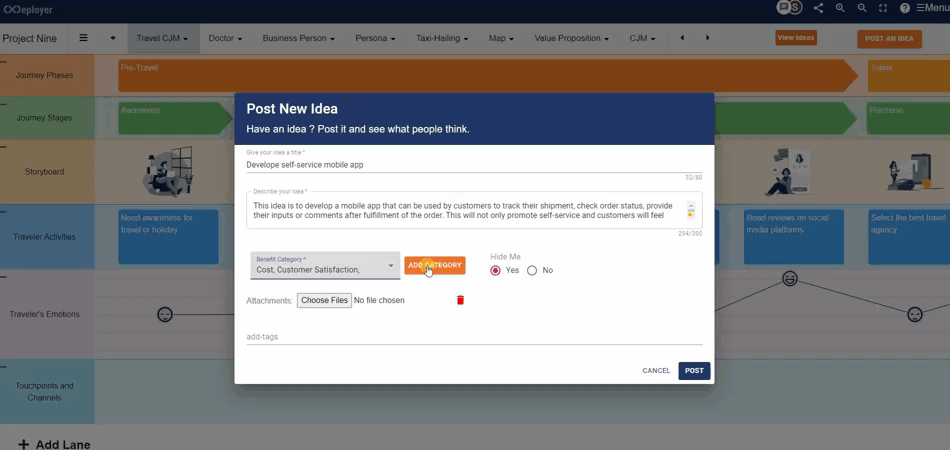 eployer
Menu
Project Nine
Travel CJM
Doctor
Business Person
Persona
Taxi-Hailing
Map
Value Proposition
CJM
View Ideas
POST AN IDEA
Journey Phases
Pre-Travel
Travel
Journey Stages
Awareness
Purchase
Storyboard
Traveler Activities
Need awareness for
travel or holiday
Read reviews on social
media platforms
Select the best travel
agency
Traveler's Emotions
Touchpoints and
Channels
+ Add Lane
Post New Idea
Have an idea ? Post it and see what people think.
Give your idea a title *
Develope self-service mobile app
32/80
Describe your idea *
This idea is to develop a mobile app that can be used by customers to track their shipment, check order status, provide
their inputs or comments after fulfillment of the order. This will not only promote self-service and customers will feel
294/300
Benefit Category *
Cost, Customer Satisfaction,
ADD CATEGORY
Hide Me
Yes
No
Attachments:
Choose Files No file chosen
add-tags
CANCEL
POST